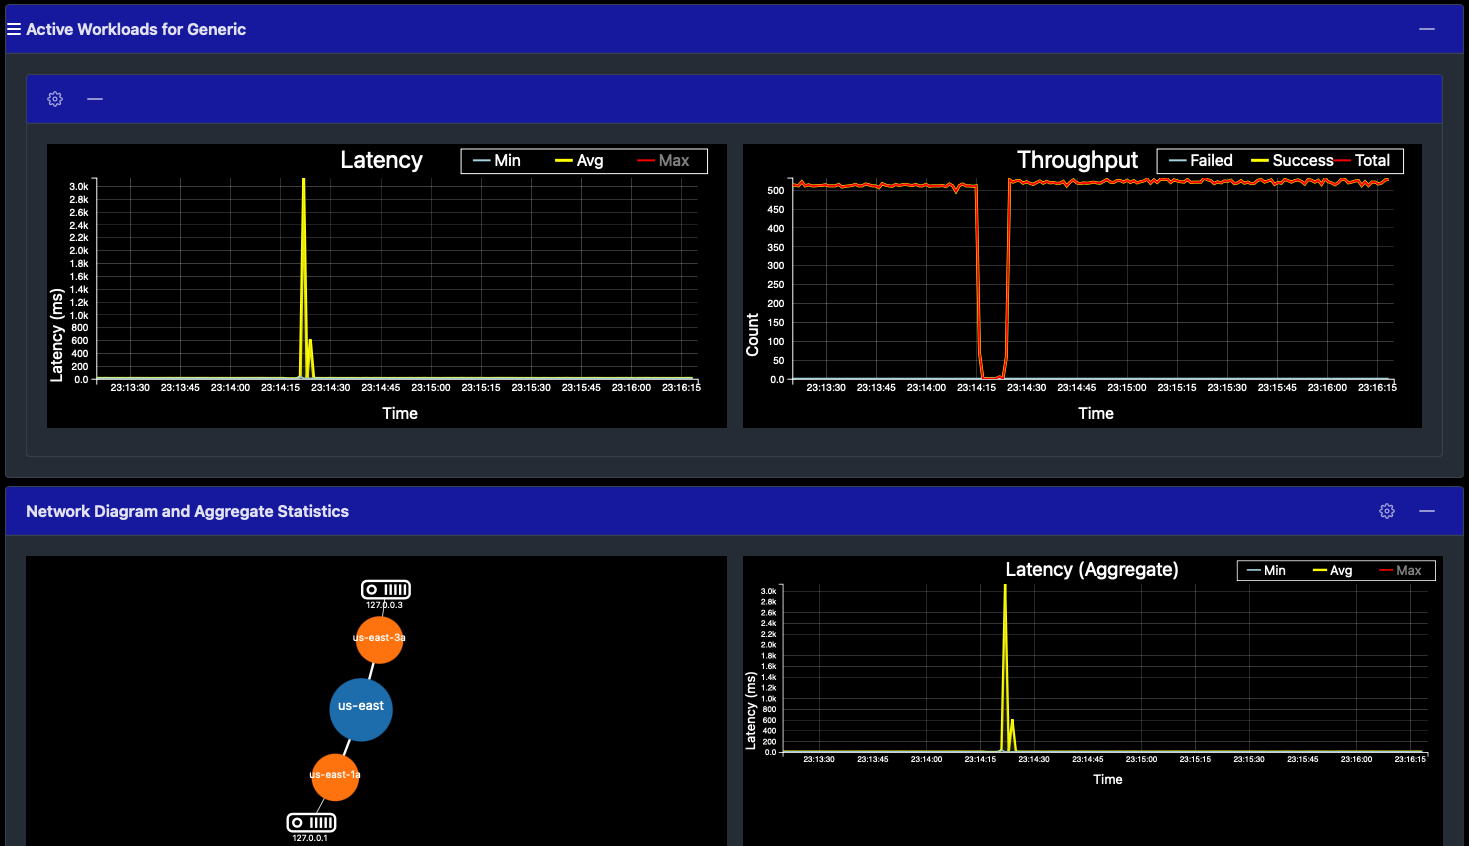 Active Workloads for Generic
Latency
Min Avg Max
3.0k
2.8k
2.6k
2.4k
2.2k
2.0k
1.8k
1.6k
1.4k
1.2k
1.0k
800
600
400
200
0.0
Latency (ms)
23:13:30 23:13:45 23:14:00 23:14:15 23:14:30 23:14:45 23:15:00 23:15:15 23:15:30 23:15:45 23:16:00 23:16:15
Time
Throughput
Failed Success Total
500
450
400
350
300
250
200
150
100
50
0.0
Count
23:13:30 23:13:45 23:14:00 23:14:15 23:14:30 23:14:45 23:15:00 23:15:15 23:15:30 23:15:45 23:16:00 23:16:15
Time
Network Diagram and Aggregate Statistics
127.0.0.3
us-east-3a
us-east
us-east-1a
127.0.0.1
Latency (Aggregate)
Min Avg Max
3.0k
2.8k
2.6k
2.4k
2.2k
2.0k
1.8k
1.6k
1.4k
1.2k
1.0k
800
600
400
200
0.0
Latency (ms)
23:13:30 23:13:45 23:14:00 23:14:15 23:14:30 23:14:45 23:15:00 23:15:15 23:15:30 23:15:45 23:16:00 23:16:15
Time